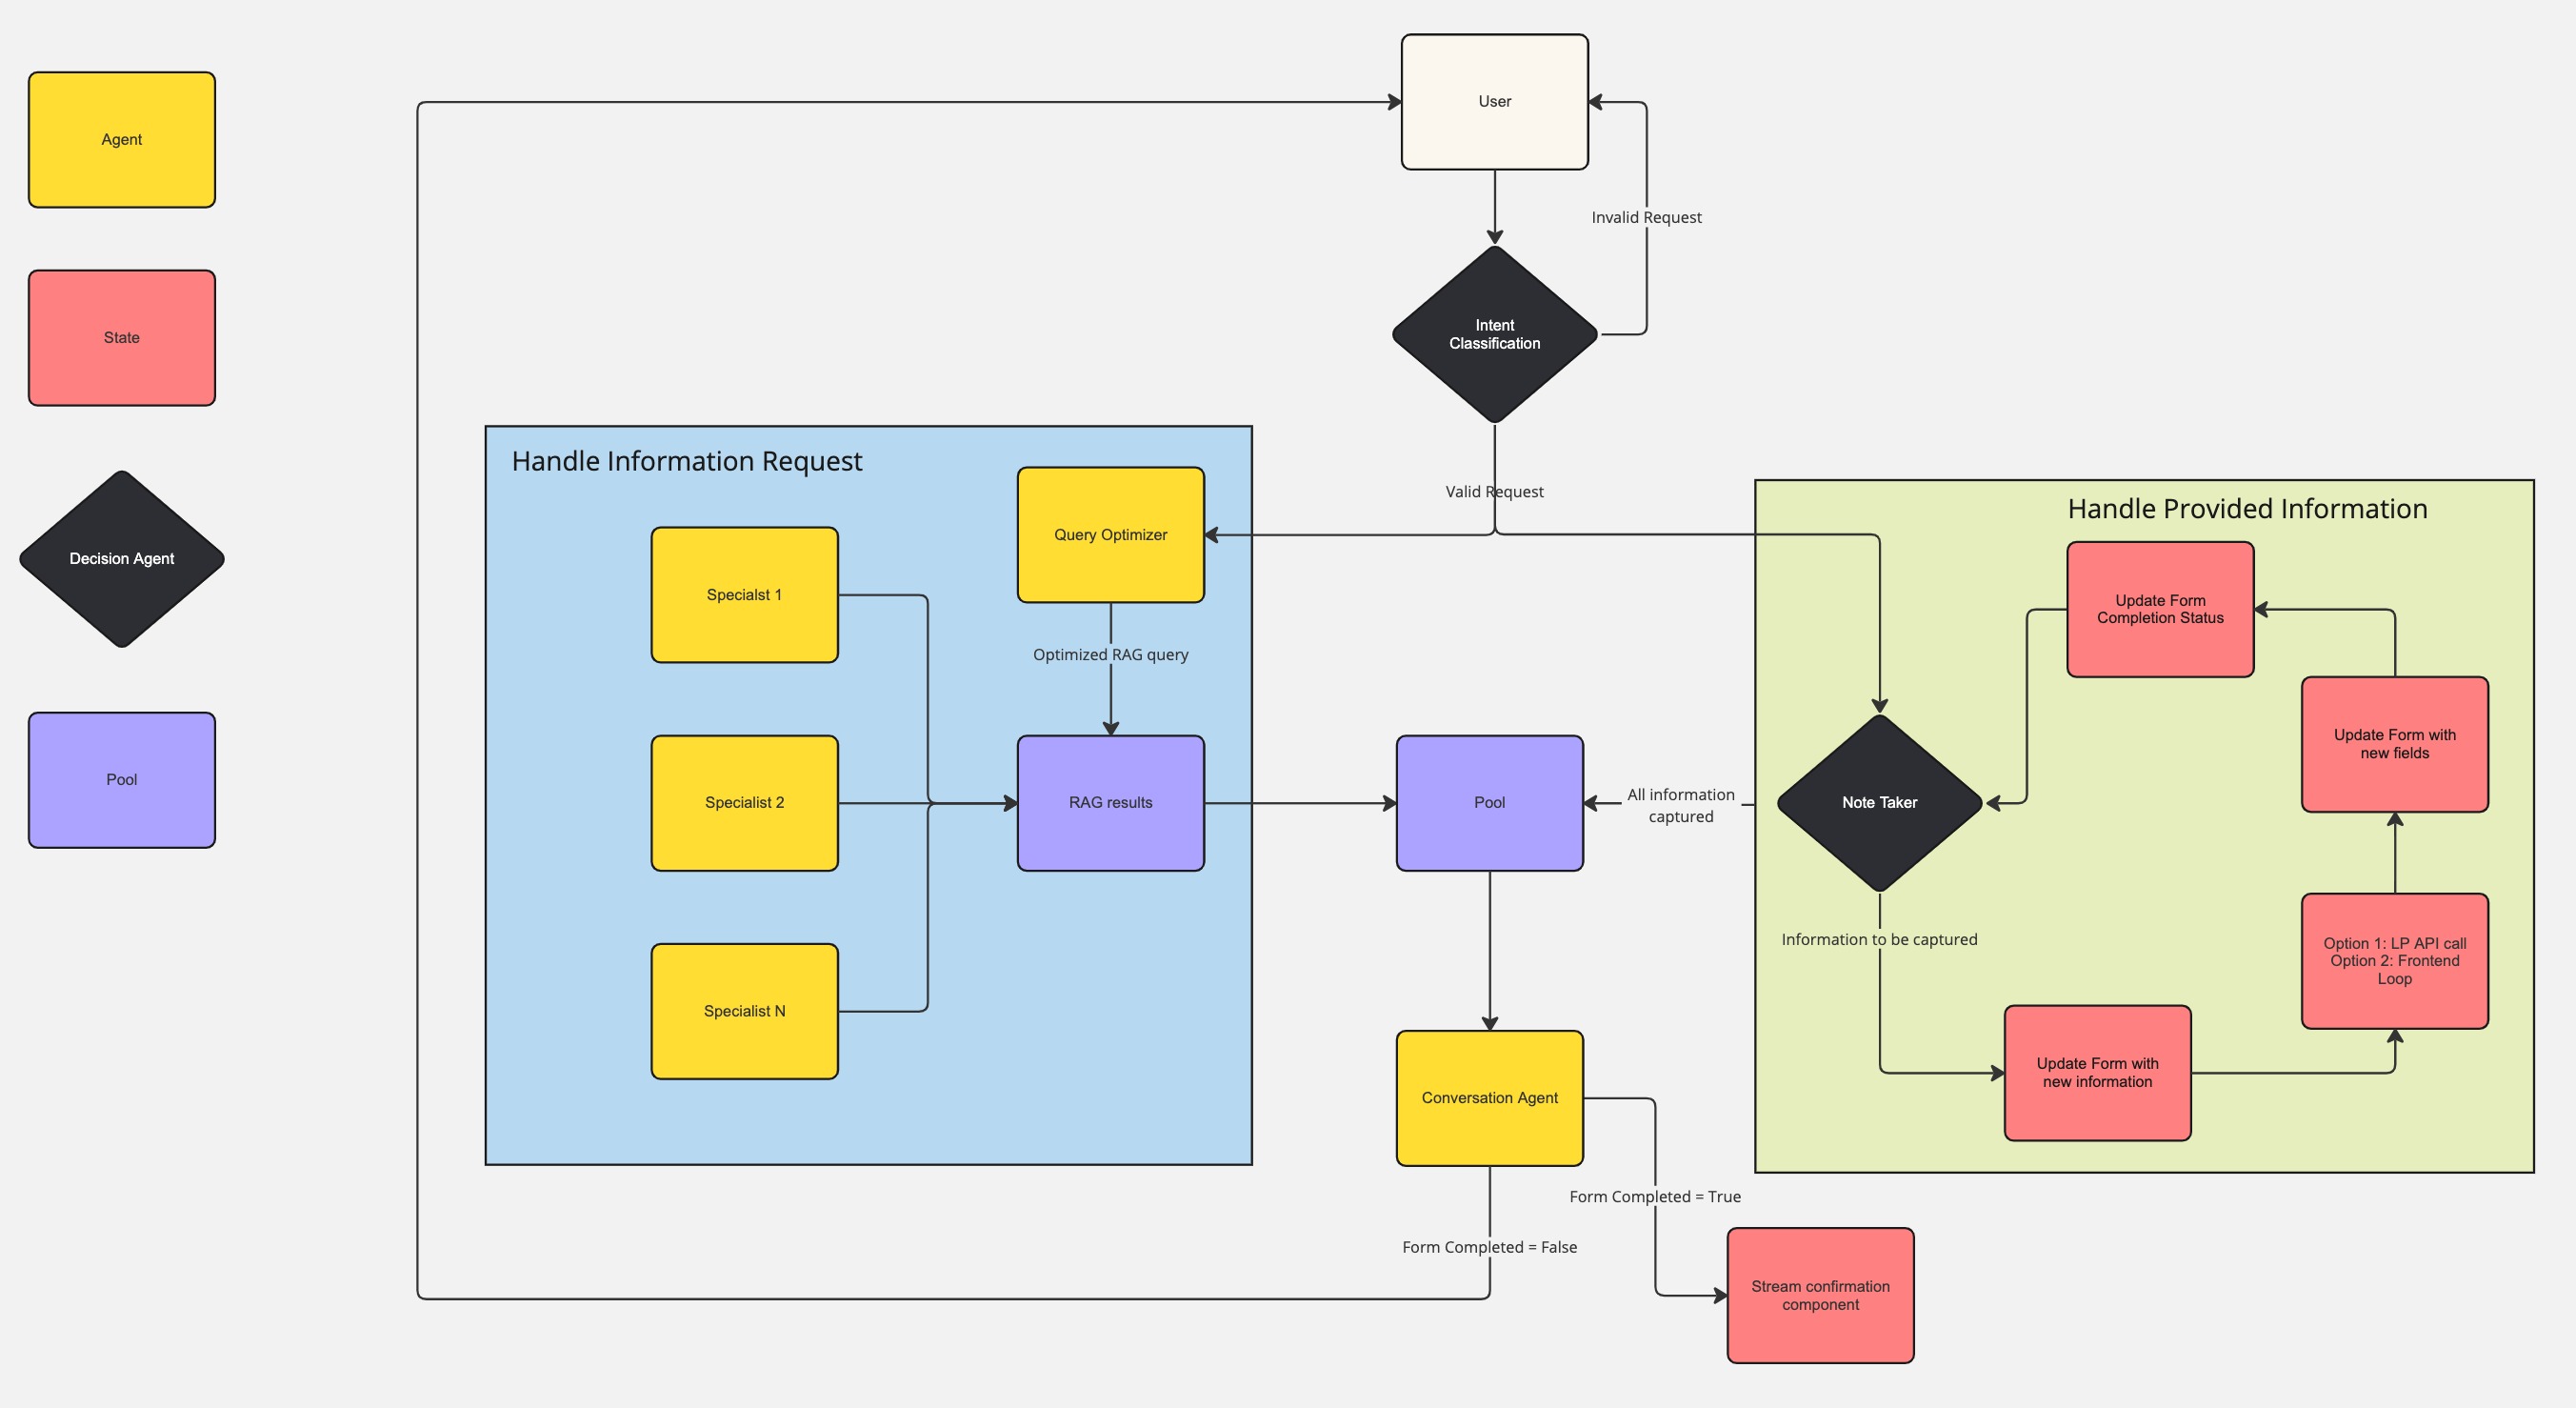 Agent
State
Decision Agent
Pool
User
Invalid Request
Intent
Classification
Valid Request
Handle Information Request
Query Optimizer
Specialst 1
Optimized RAG query
Specialist 2
RAG results
Specialist N
Pool
All information
captured
Conversation Agent
Form Completed = True
Form Completed = False
Stream confirmation
component
Handle Provided Information
Update Form
Completion Status
Update Form with
new fields
Note Taker
Information to be captured
Option 1: LP API call
Option 2: Frontend
Loop
Update Form with
new information